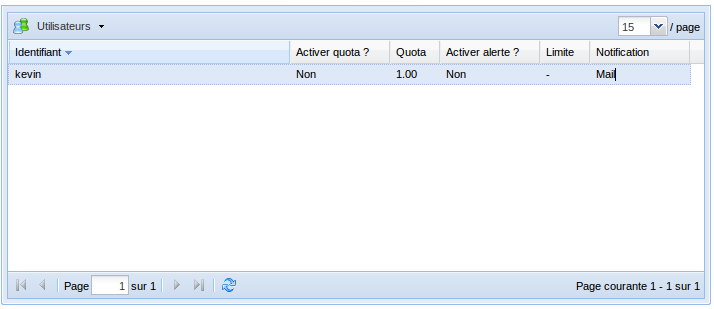 Utilisateurs 15 / page
Identifiant Activer quota ? Quota Activer alerte ? Limite Notification
kevin Non 1.00 Non - Mail
Page 1 sur 1 Page courante 1 - 1 sur 1